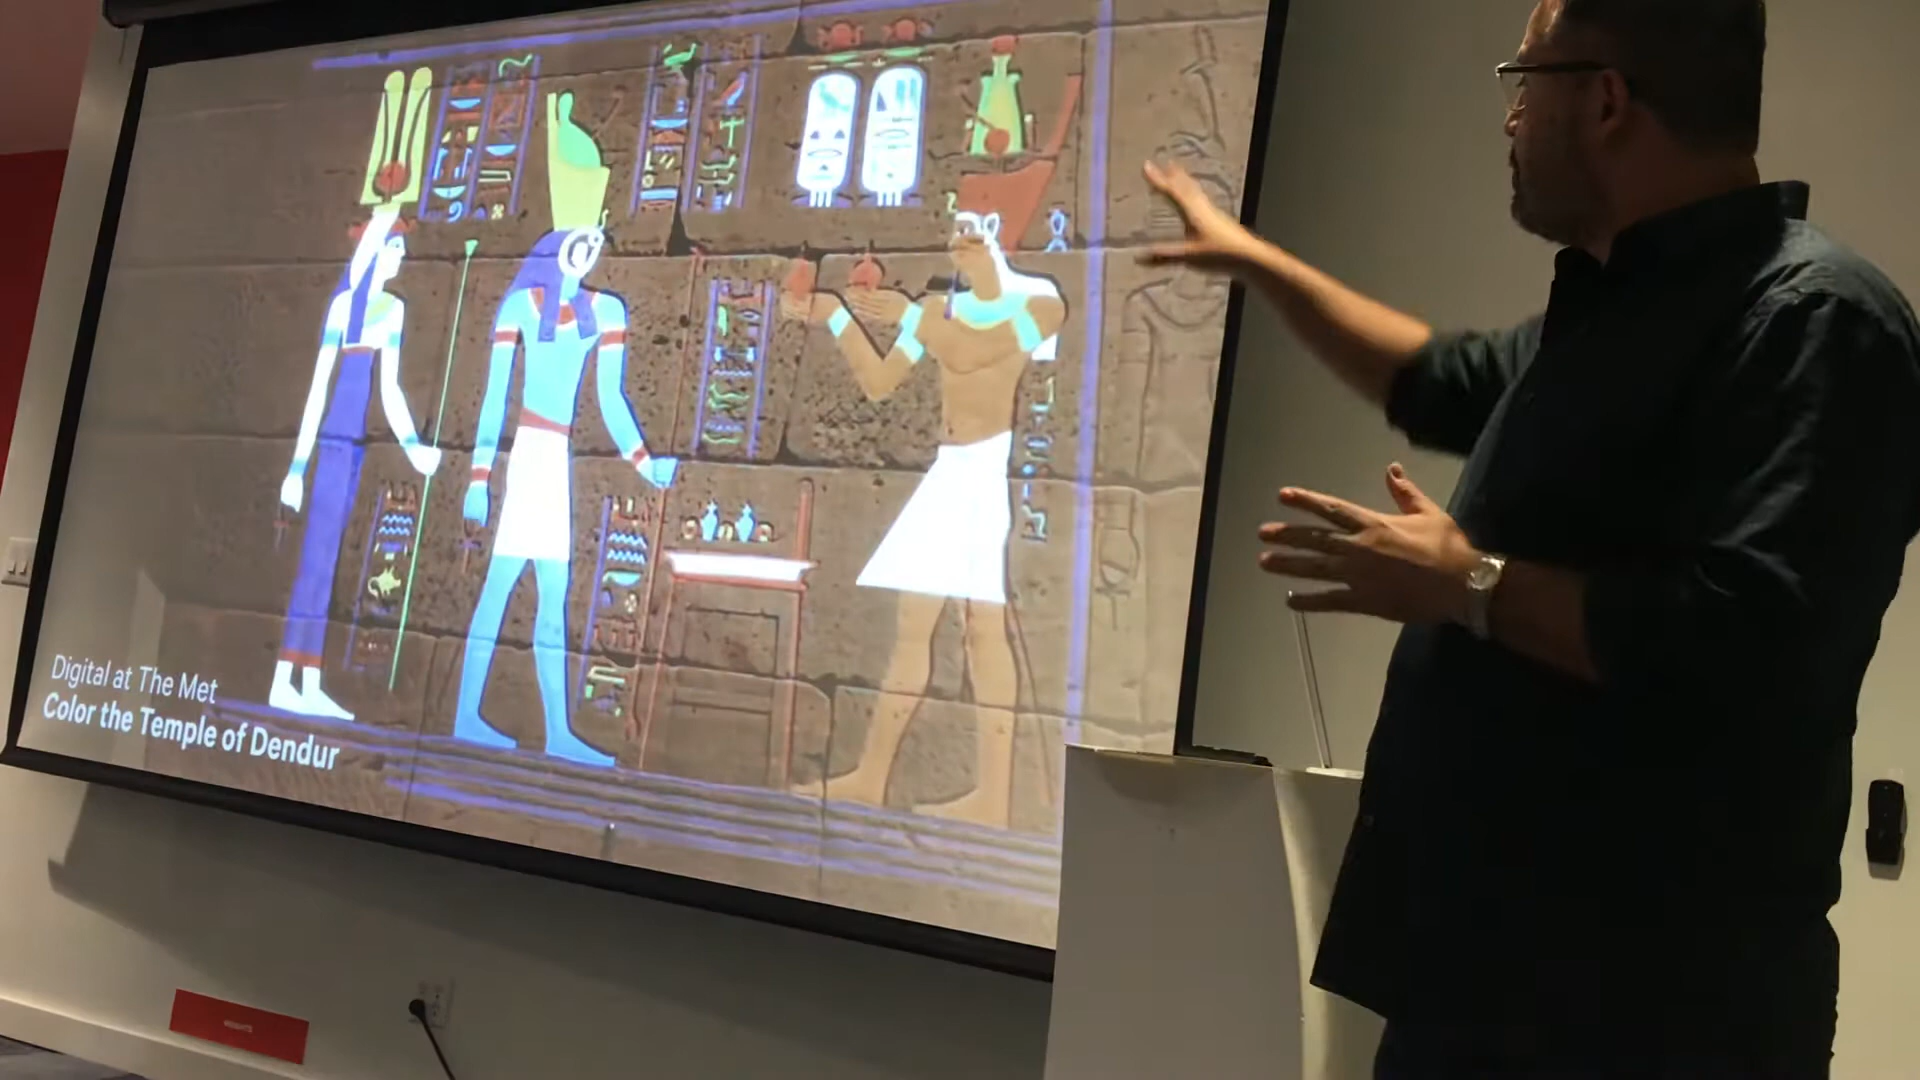 Digital at The Met
Color the Temple of Dendur